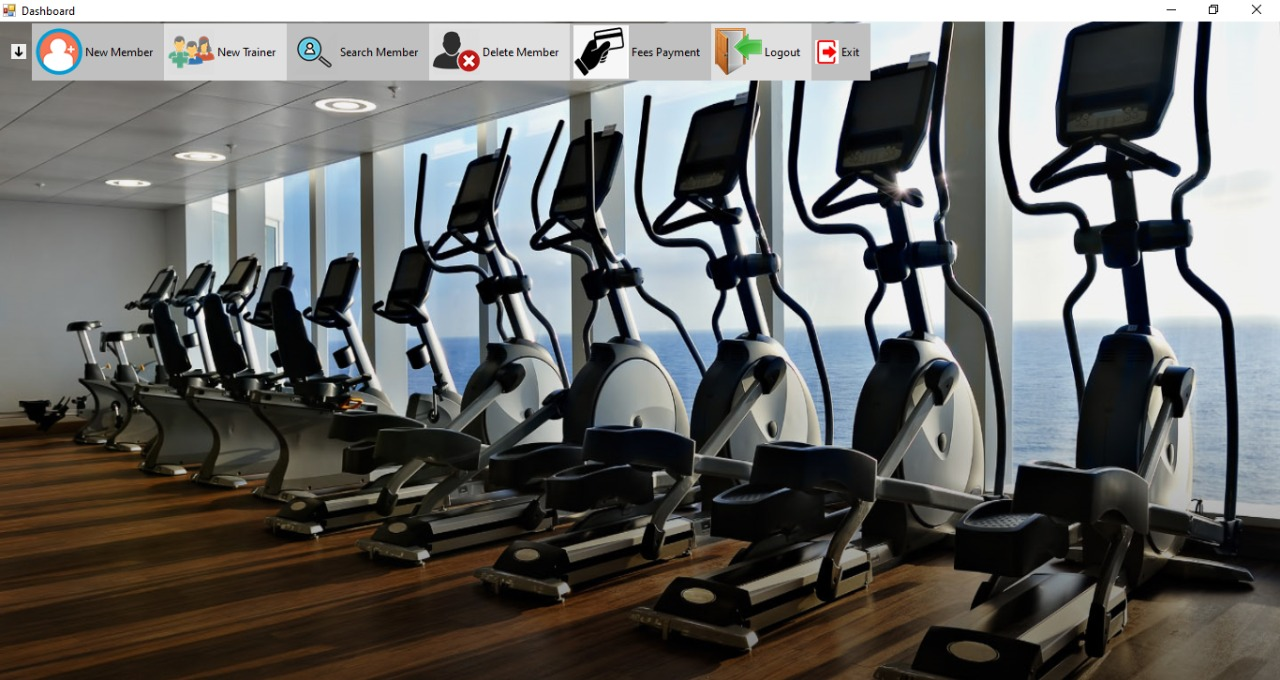 Dashboard
New Member
New Trainer
Search Member
Delete Member
Fees Payment
Logout
Exit